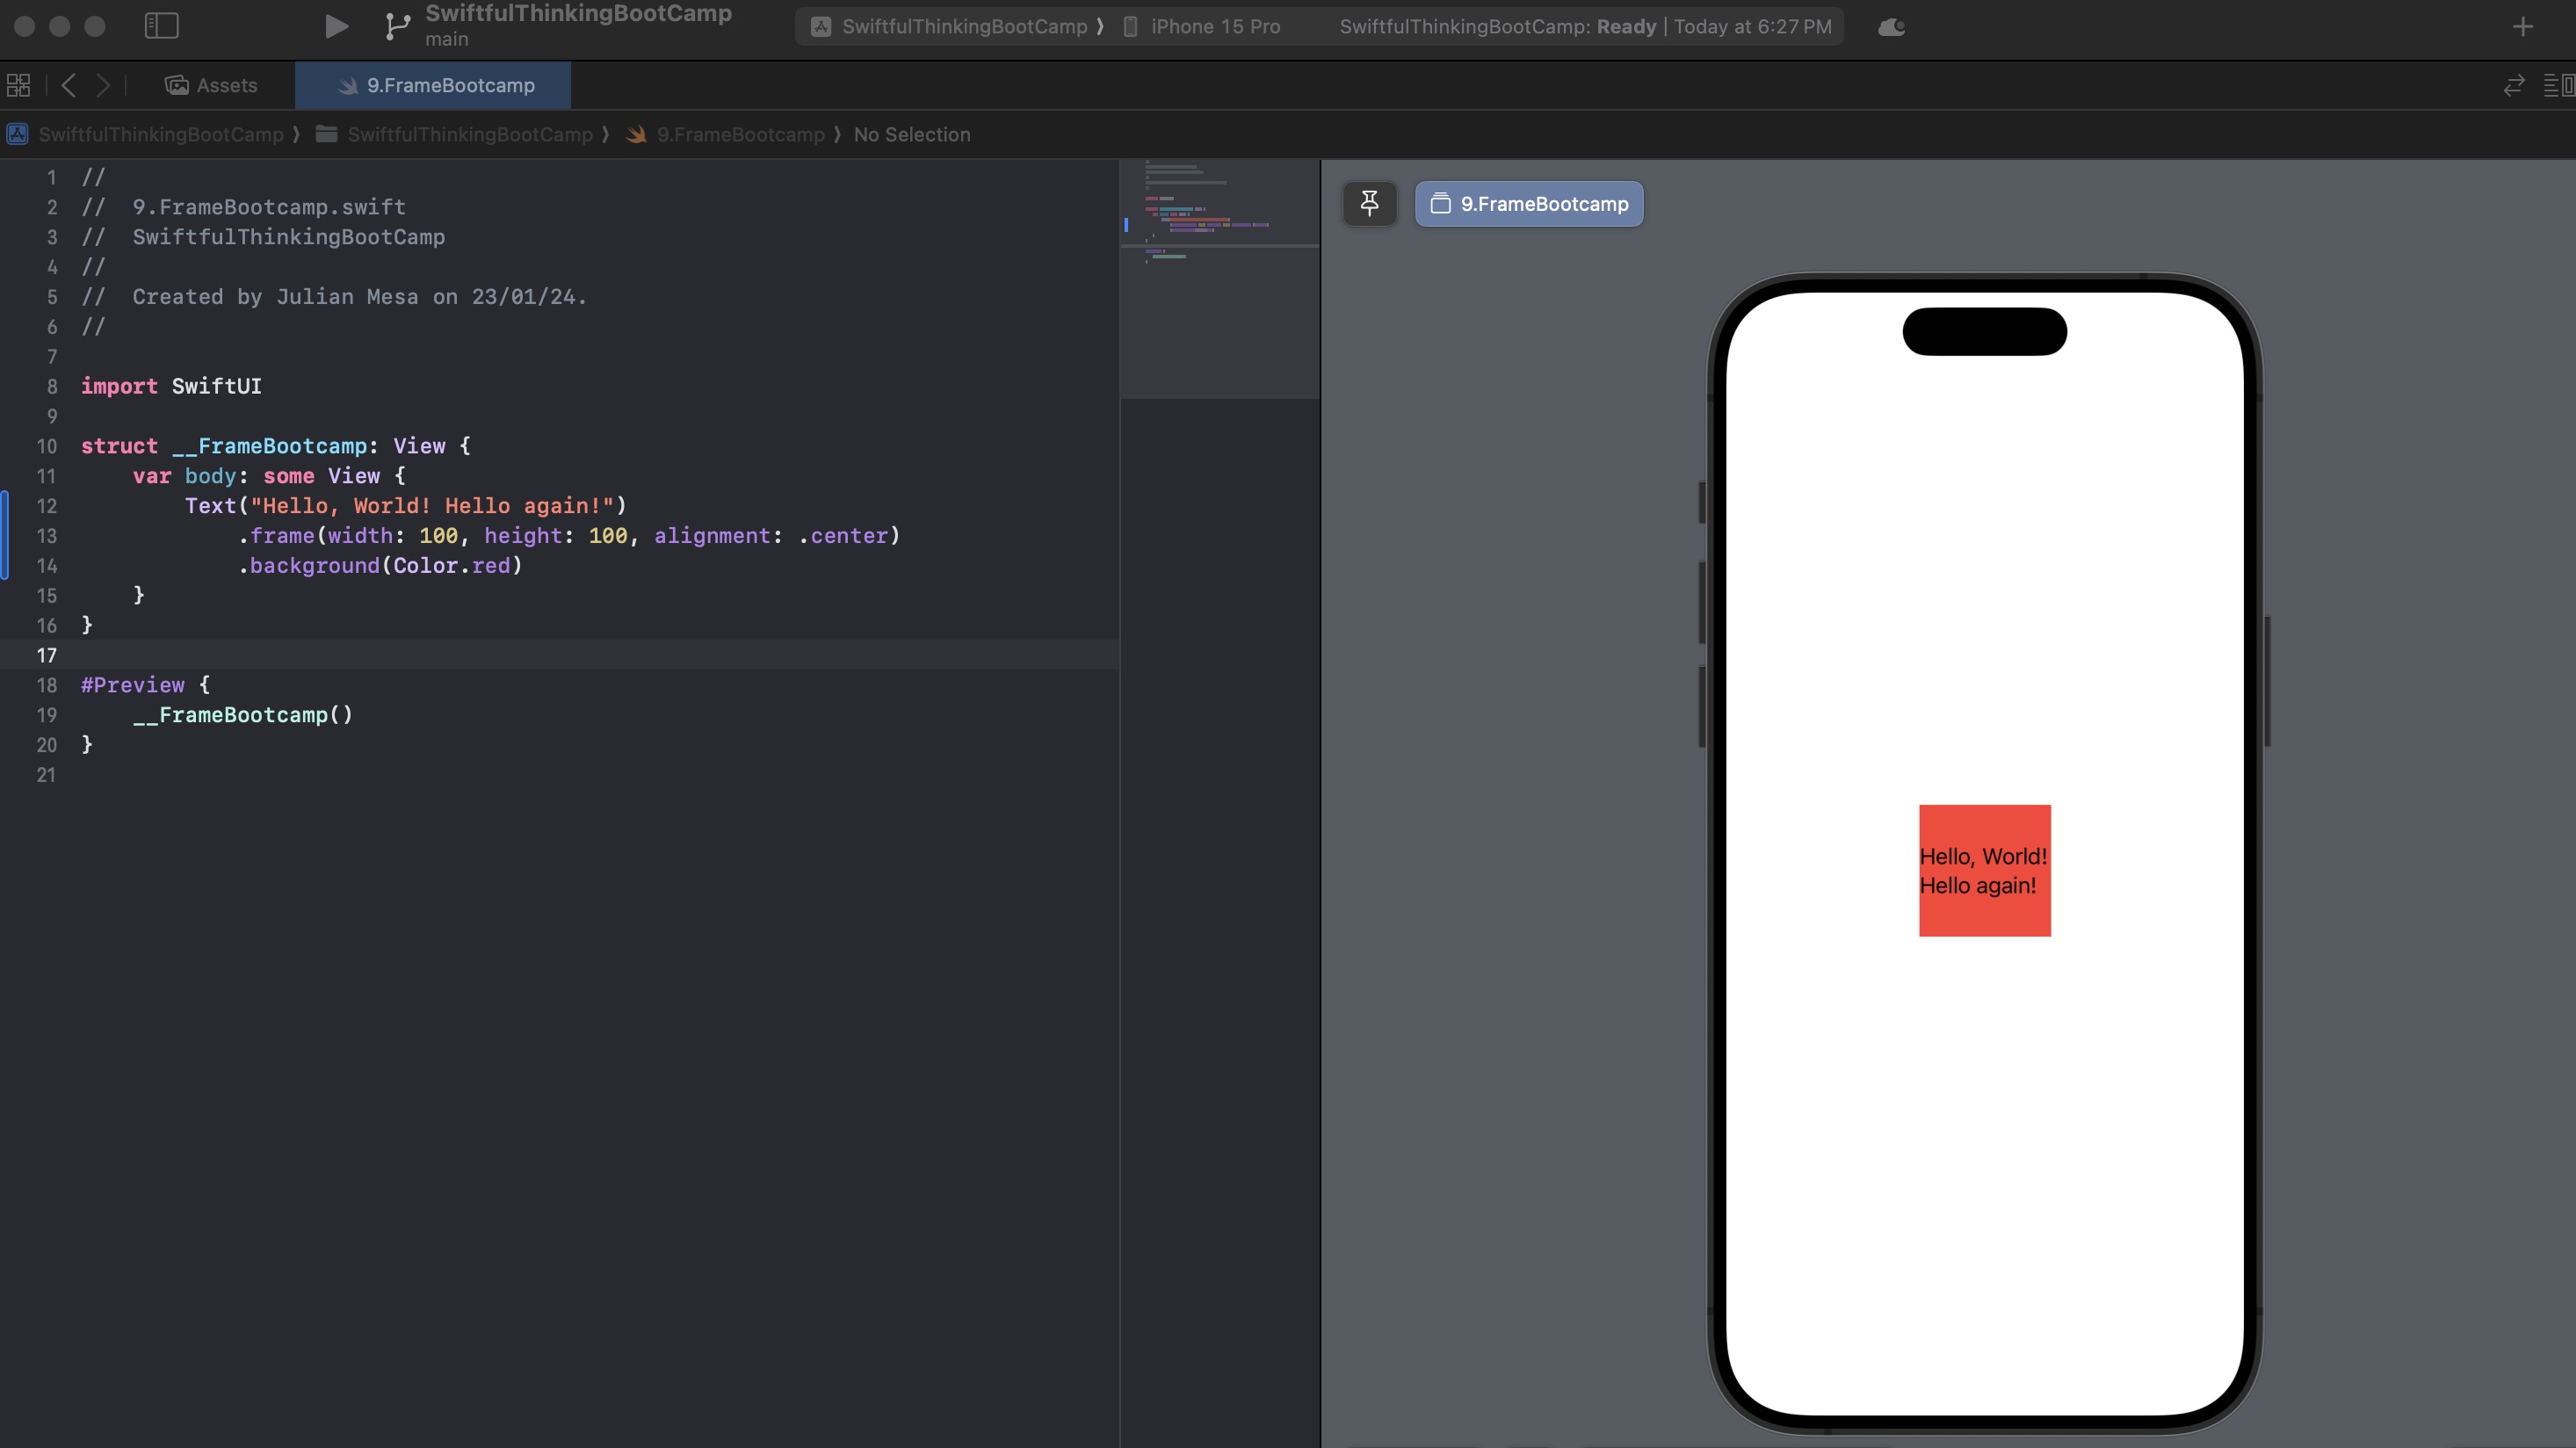 SwiftfulThinkingBootCamp
main
SwiftfulThinkingBootCamp ⟩ iPhone 15 Pro
SwiftfulThinkingBootCamp: Ready | Today at 6:27 PM
Assets
9.FrameBootcamp
SwiftfulThinkingBootCamp ⟩ SwiftfulThinkingBootCamp ⟩ 9.FrameBootcamp ⟩ No Selection
1 //
2 //  9.FrameBootcamp.swift
3 //  SwiftfulThinkingBootCamp
4 //
5 //  Created by Julian Mesa on 23/01/24.
6 //
7
8 import SwiftUI
9
10 struct __FrameBootcamp: View {
11     var body: some View {
12         Text("Hello, World! Hello again!")
13             .frame(width: 100, height: 100, alignment: .center)
14             .background(Color.red)
15     }
16 }
17
18 #Preview {
19     __FrameBootcamp()
20 }
21
9.FrameBootcamp
Hello, World!
Hello again!